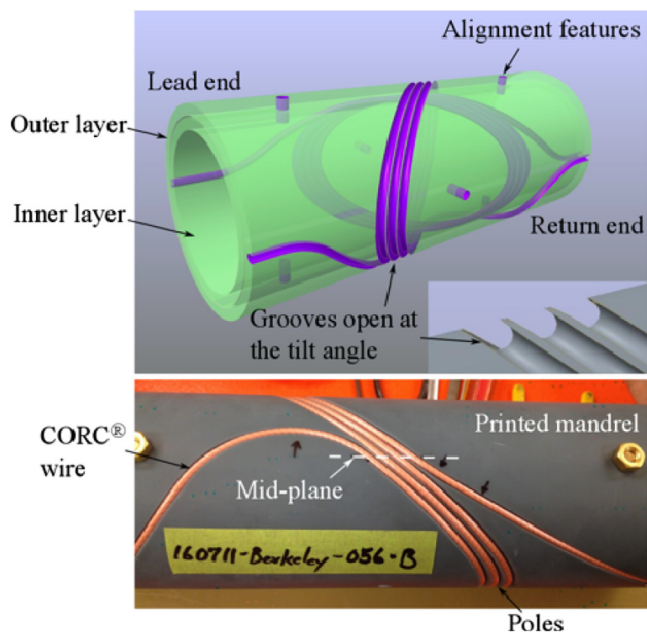 Alignment features
Lead end
Outer layer
Inner layer
Return end
Grooves open at
the tilt angle
CORC®
wire
Printed mandrel
Mid-plane
160711-Berkeley-056-B
Poles